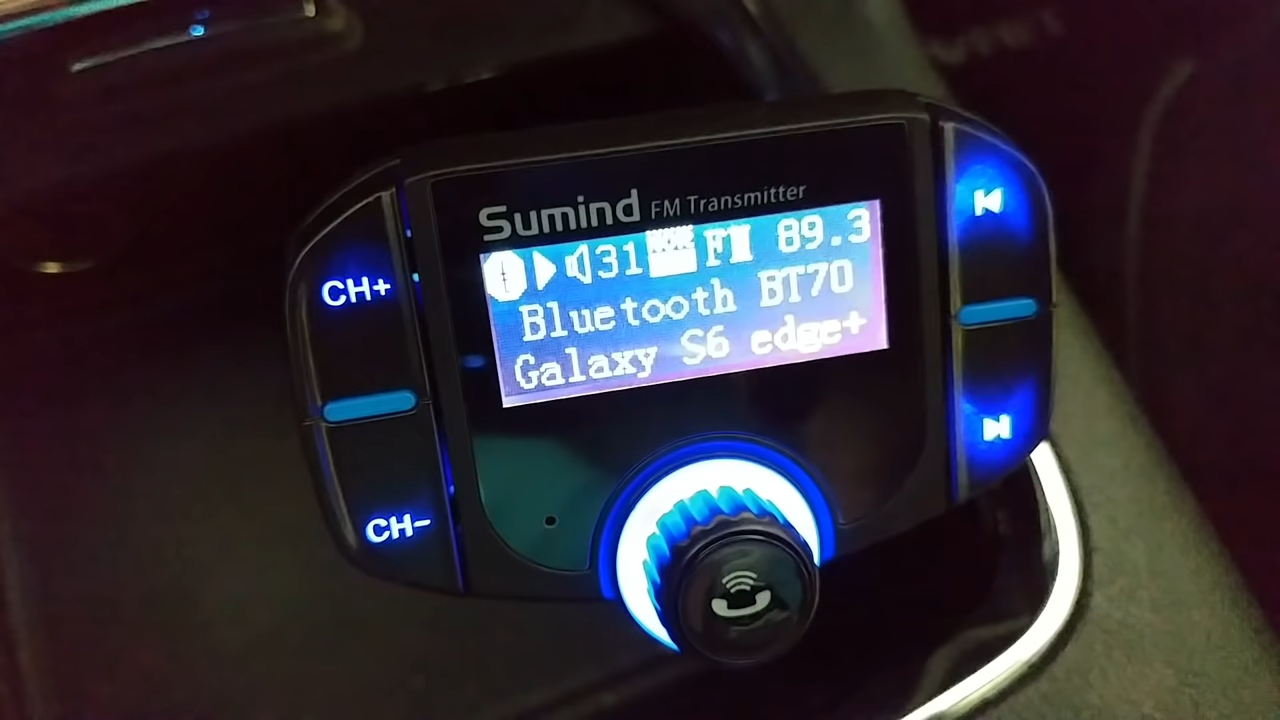 Sumind FM Transmitter
31 FM 89.3
Bluetooth BT70
Galaxy S6 edge+
CH+
CH-